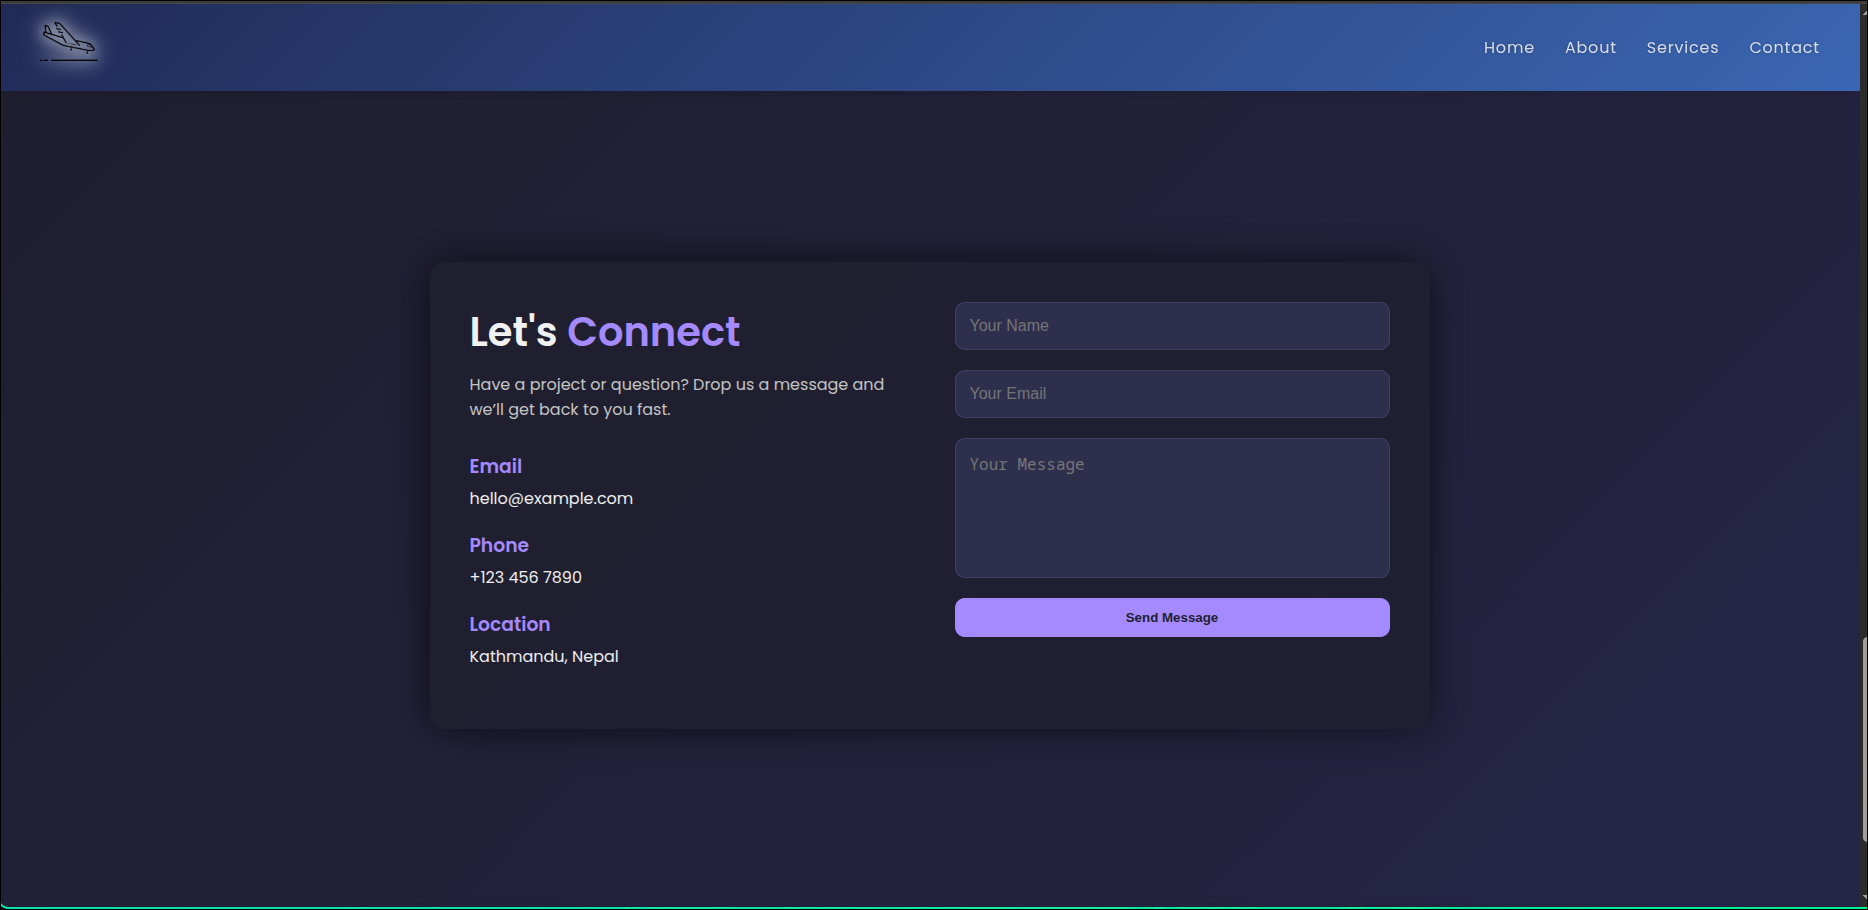 Home About Services Contact
Let's Connect
Have a project or question? Drop us a message and
we’ll get back to you fast.
Email
hello@example.com
Phone
+123 456 7890
Location
Kathmandu, Nepal
Your Name
Your Email
Your Message
Send Message